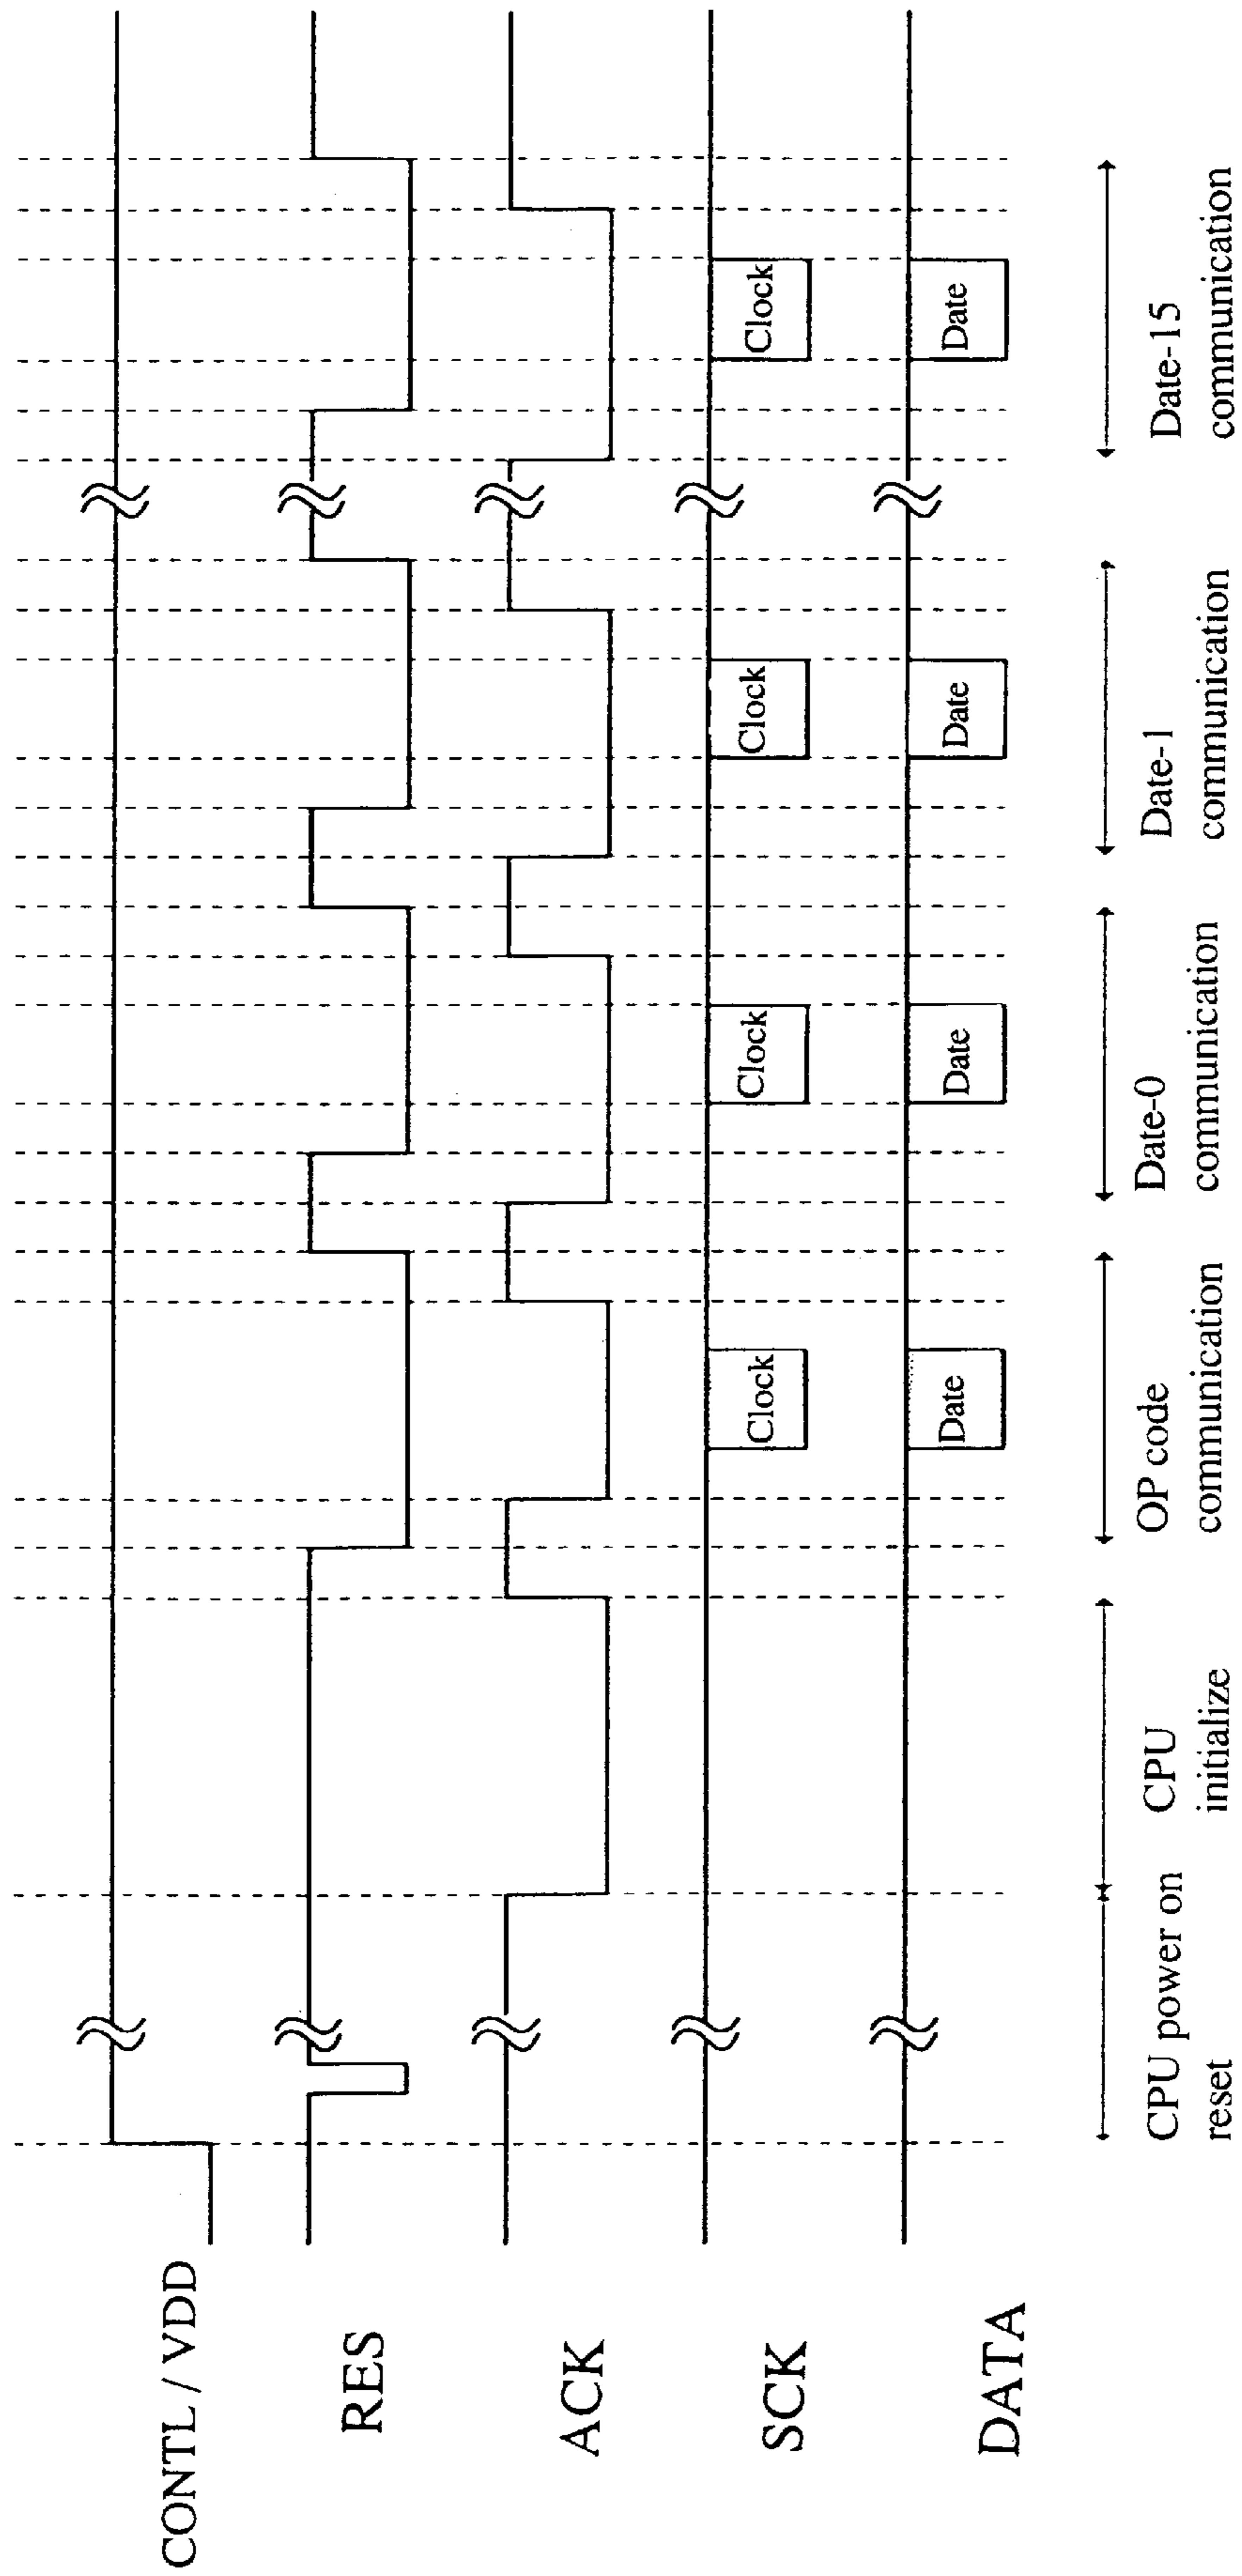 CONTL / VDD
RES
ACK
SCK
DATA
Clock
Clock
Clock
Clock
Date
Date
Date
Date
CPU power on
reset
CPU
initialize
OP code
communication
Date-0
communication
Date-1
communication
Date-15
communication